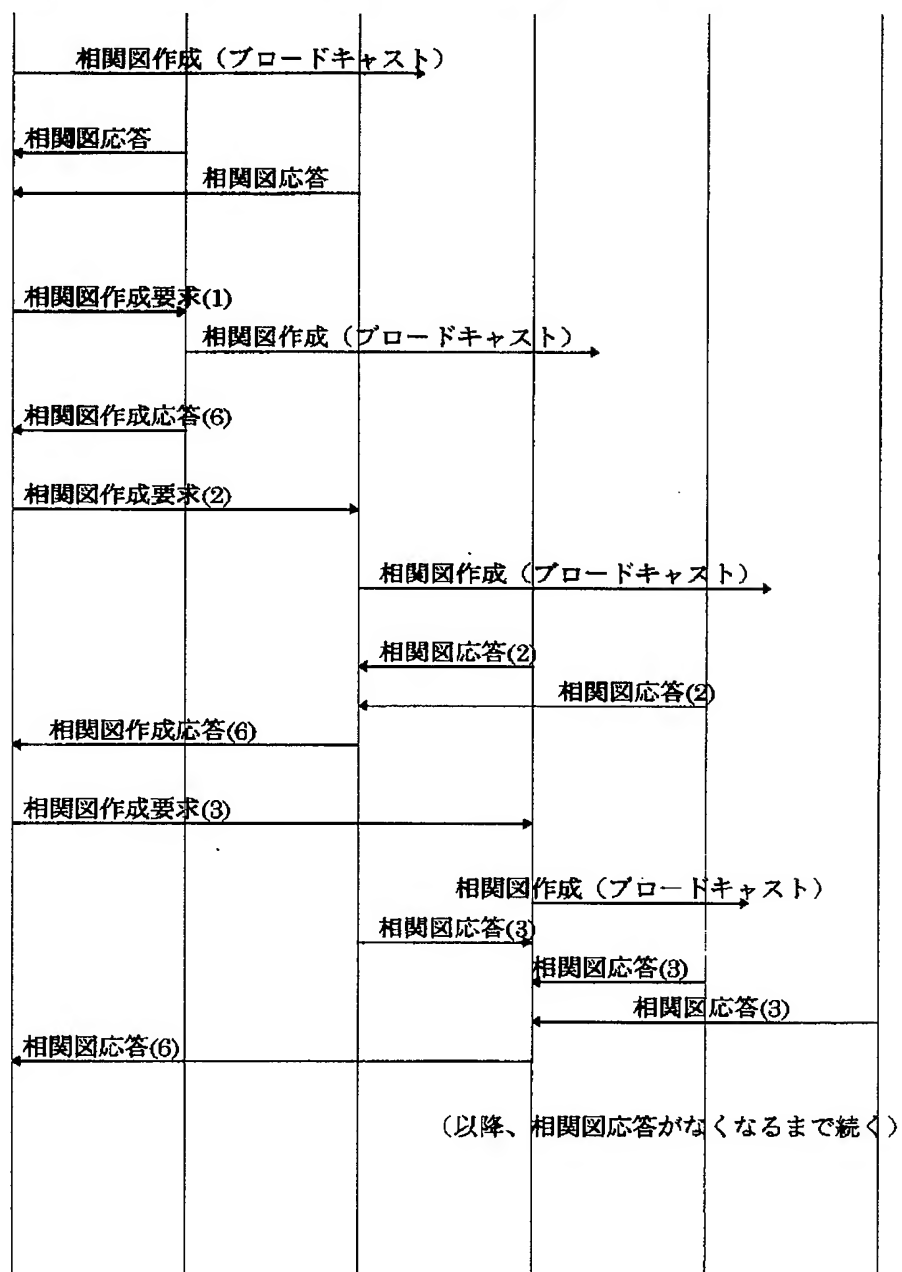 相関図作成(ブロードキャスト)
相関図応答
相関図応答
相関図作成要求(1)
相関図作成(ブロードキャスト)
相関図作成応答(6)
相関図作成要求(2)
相関図作成(ブロードキャスト)
相関図応答(2)
相関図応答(2)
相関図作成応答(6)
相関図作成要求(3)
相関図作成(ブロードキャスト)
相関図応答(3)
相関図応答(3)
相関図応答(3)
相関図応答(6)
(以降、相関図応答がなくなるまで続く)